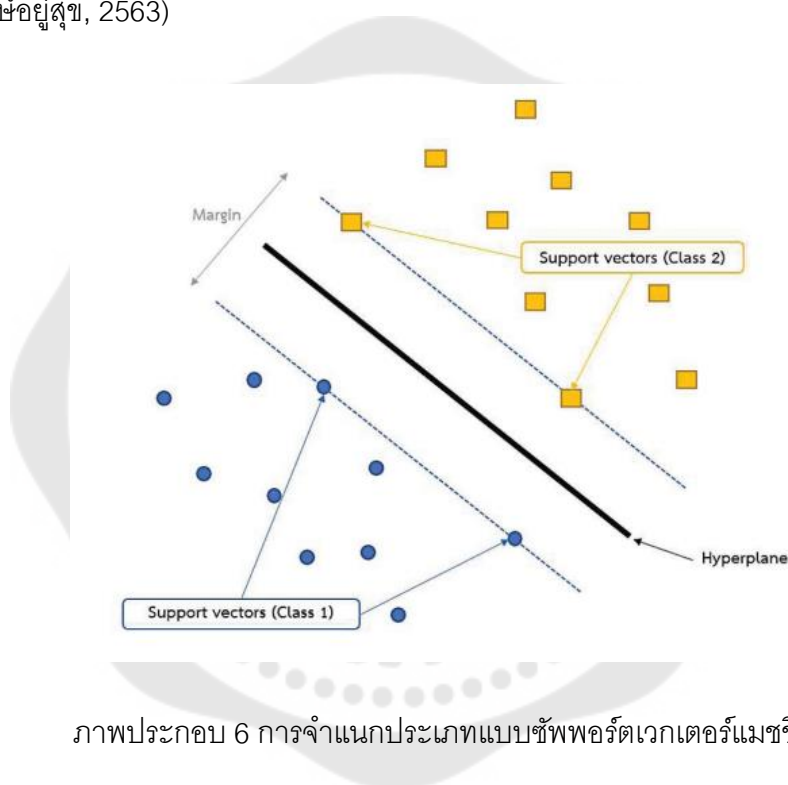 ษ์อยู่สุข, 2563)
Margin
Support vectors (Class 2)
Hyperplane
Support vectors (Class 1)
ภาพประกอบ 6 การจำแนกประเภทแบบซัพพอร์ตเวกเตอร์แมชช